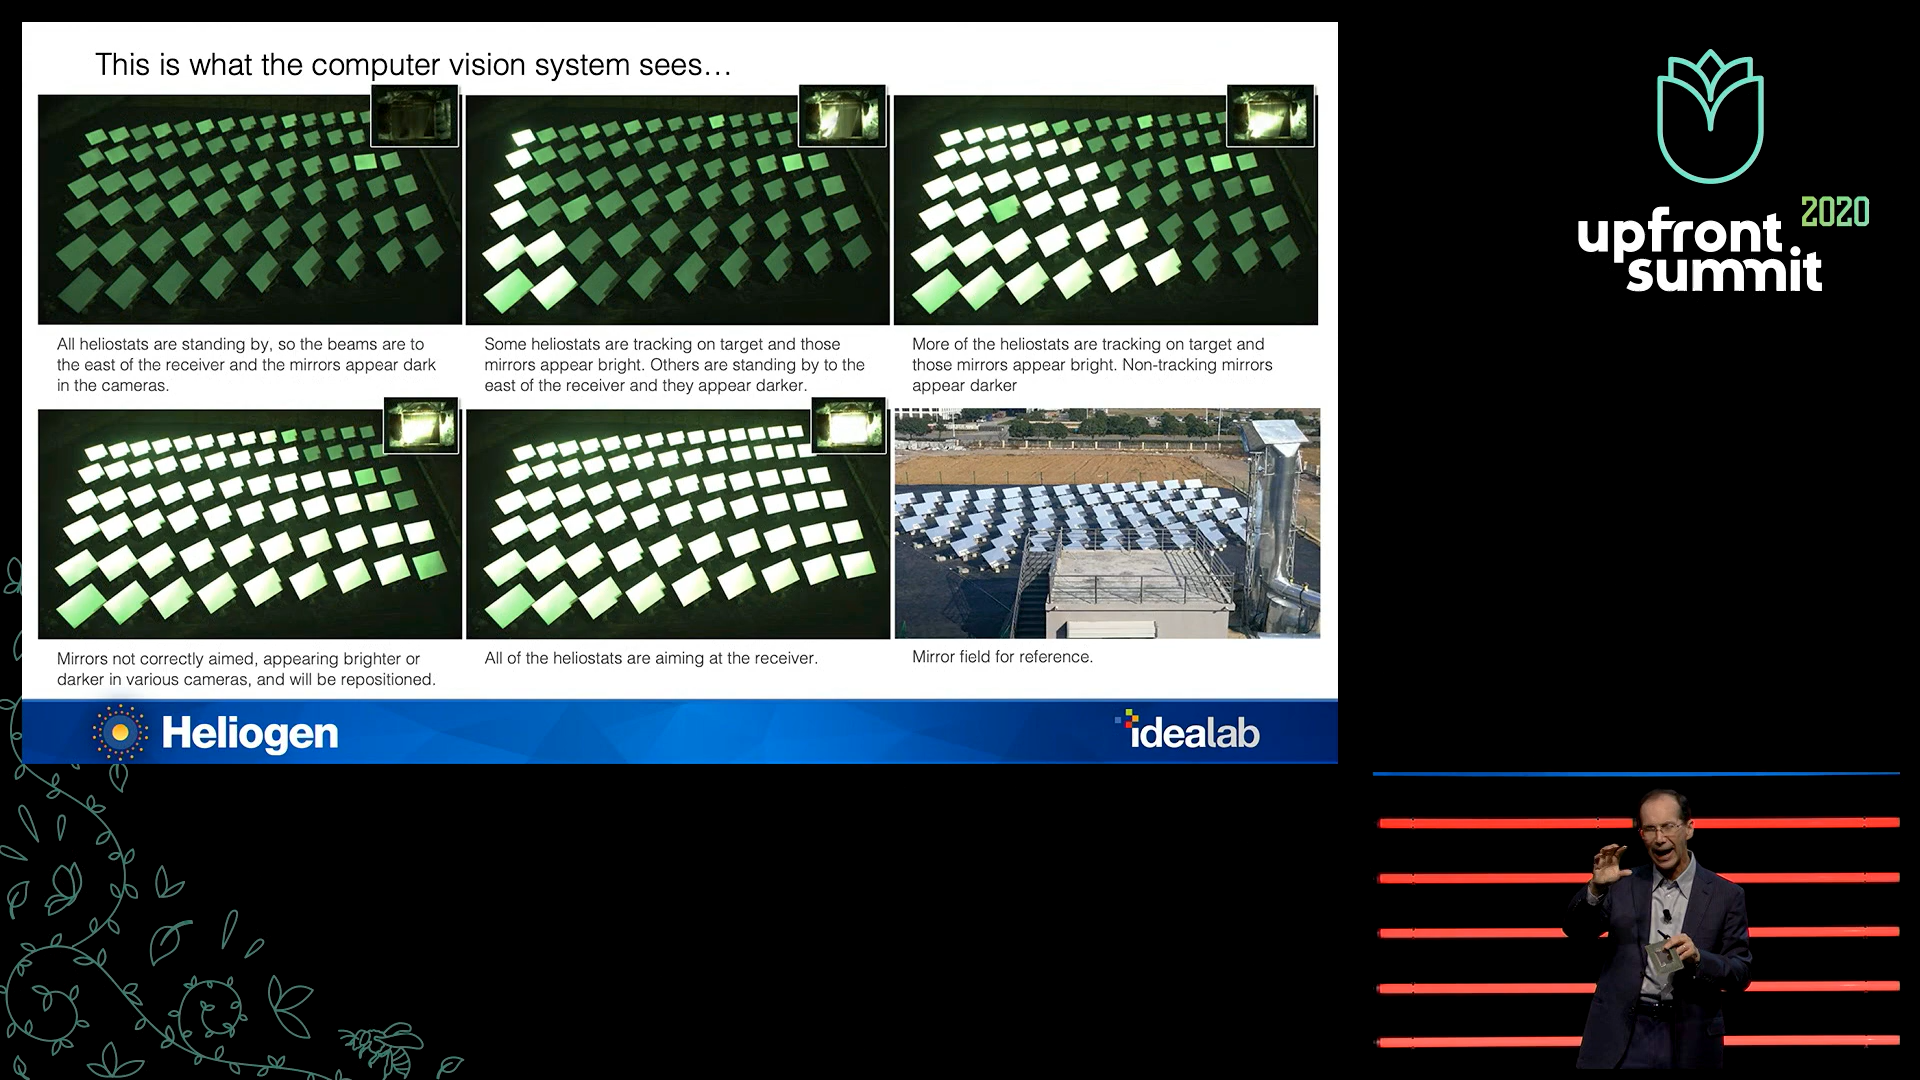 This is what the computer vision system sees…
All heliostats are standing by, so the beams are to
the east of the receiver and the mirrors appear dark
in the cameras.
Some heliostats are tracking on target and those
mirrors appear bright. Others are standing by to the
east of the receiver and they appear darker.
More of the heliostats are tracking on target and
those mirrors appear bright. Non-tracking mirrors
appear darker
Mirrors not correctly aimed, appearing brighter or
darker in various cameras, and will be repositioned.
All of the heliostats are aiming at the receiver.
Mirror field for reference.
Heliogen
idealab
2020
upfront
summit